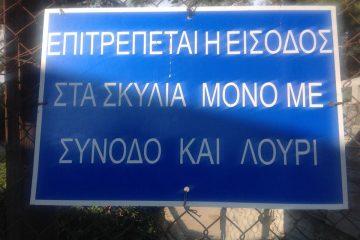 ΕΠΙΤΡΕΠΕΤΑΙ Η ΕΙΣΟΔΟΣ
ΣΤΑ ΣΚΥΛΙΑ ΜΟΝΟ ΜΕ
ΣΥΝΟΔΟ ΚΑΙ ΛΟΥΡΙ